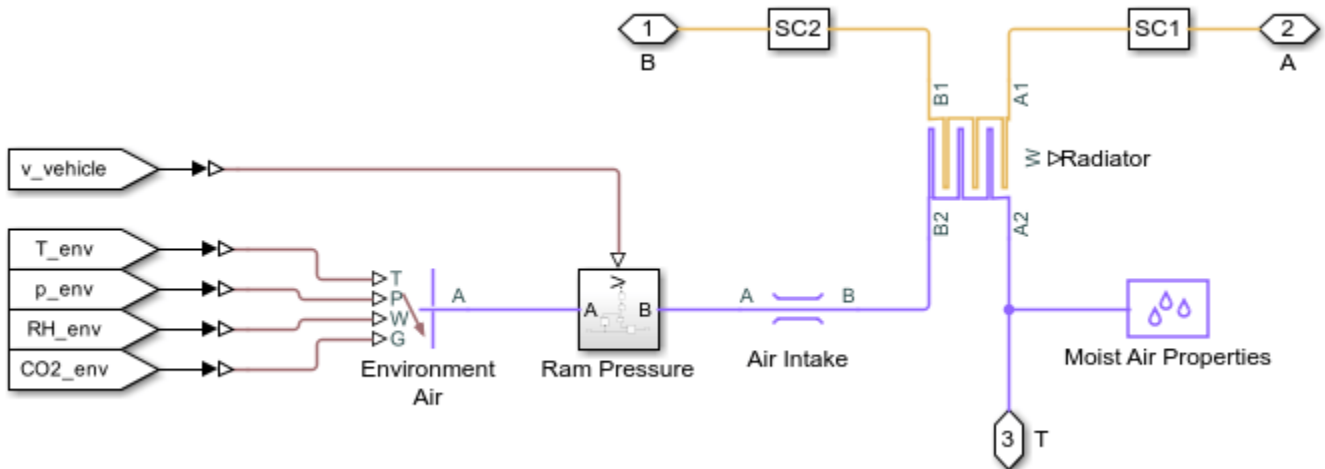 1
B
SC2
SC1
2
A
B1
A1
W
Radiator
B2
A2
v_vehicle
T_env
p_env
RH_env
CO2_env
T
P
W
G
A
Environment
Air
V
A
B
Ram Pressure
A
B
Air Intake
Moist Air Properties
3
T